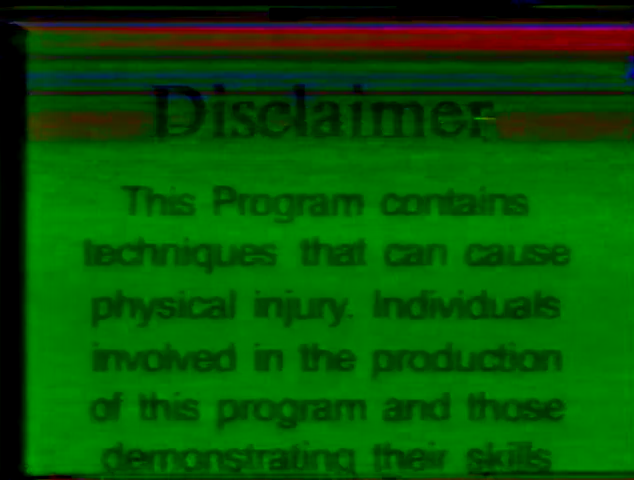 Disclaimer
This Program contains
techniques that can cause
physical injury. Individuals
involved in the production
of this program and those
demonstrating their skills